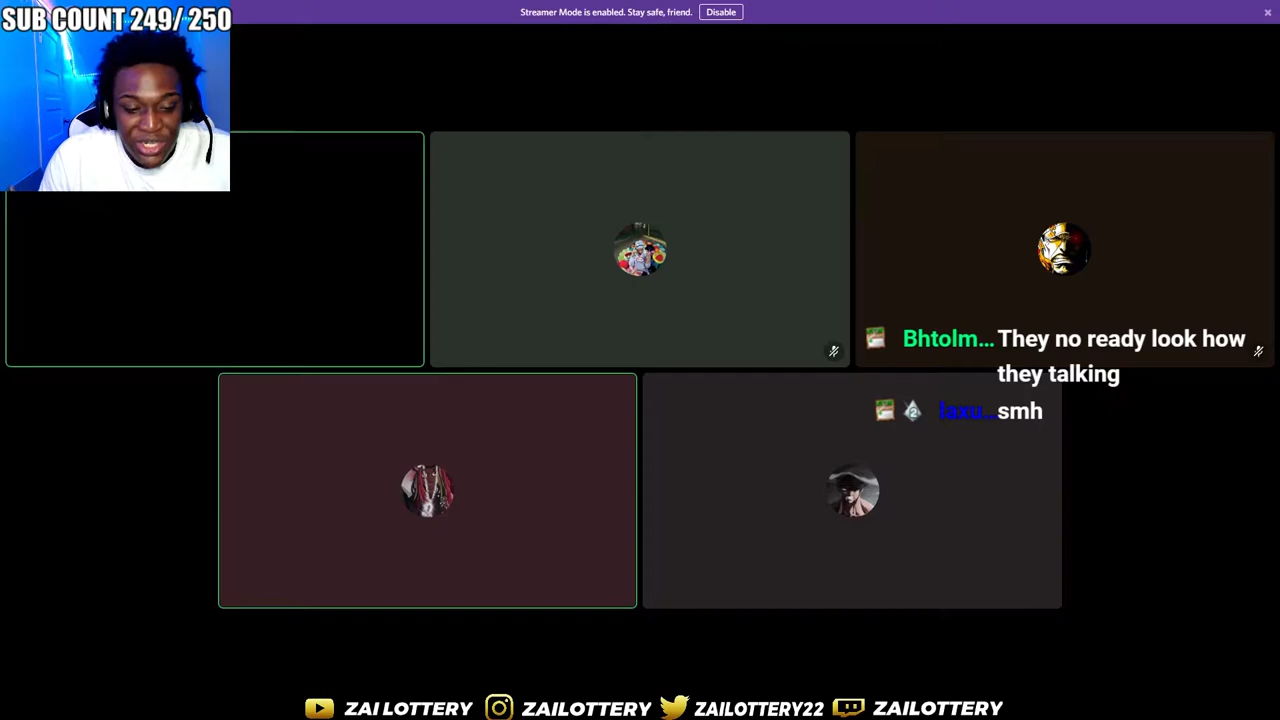 Streamer Mode is enabled. Stay safe, friend. Disable
SUB COUNT 249/250
Bhtolm... They no ready look how
they talking
laxu... smh
ZAI LOTTERY ZAILOTTERY ZAILOTTERY22 ZAILOTTERY